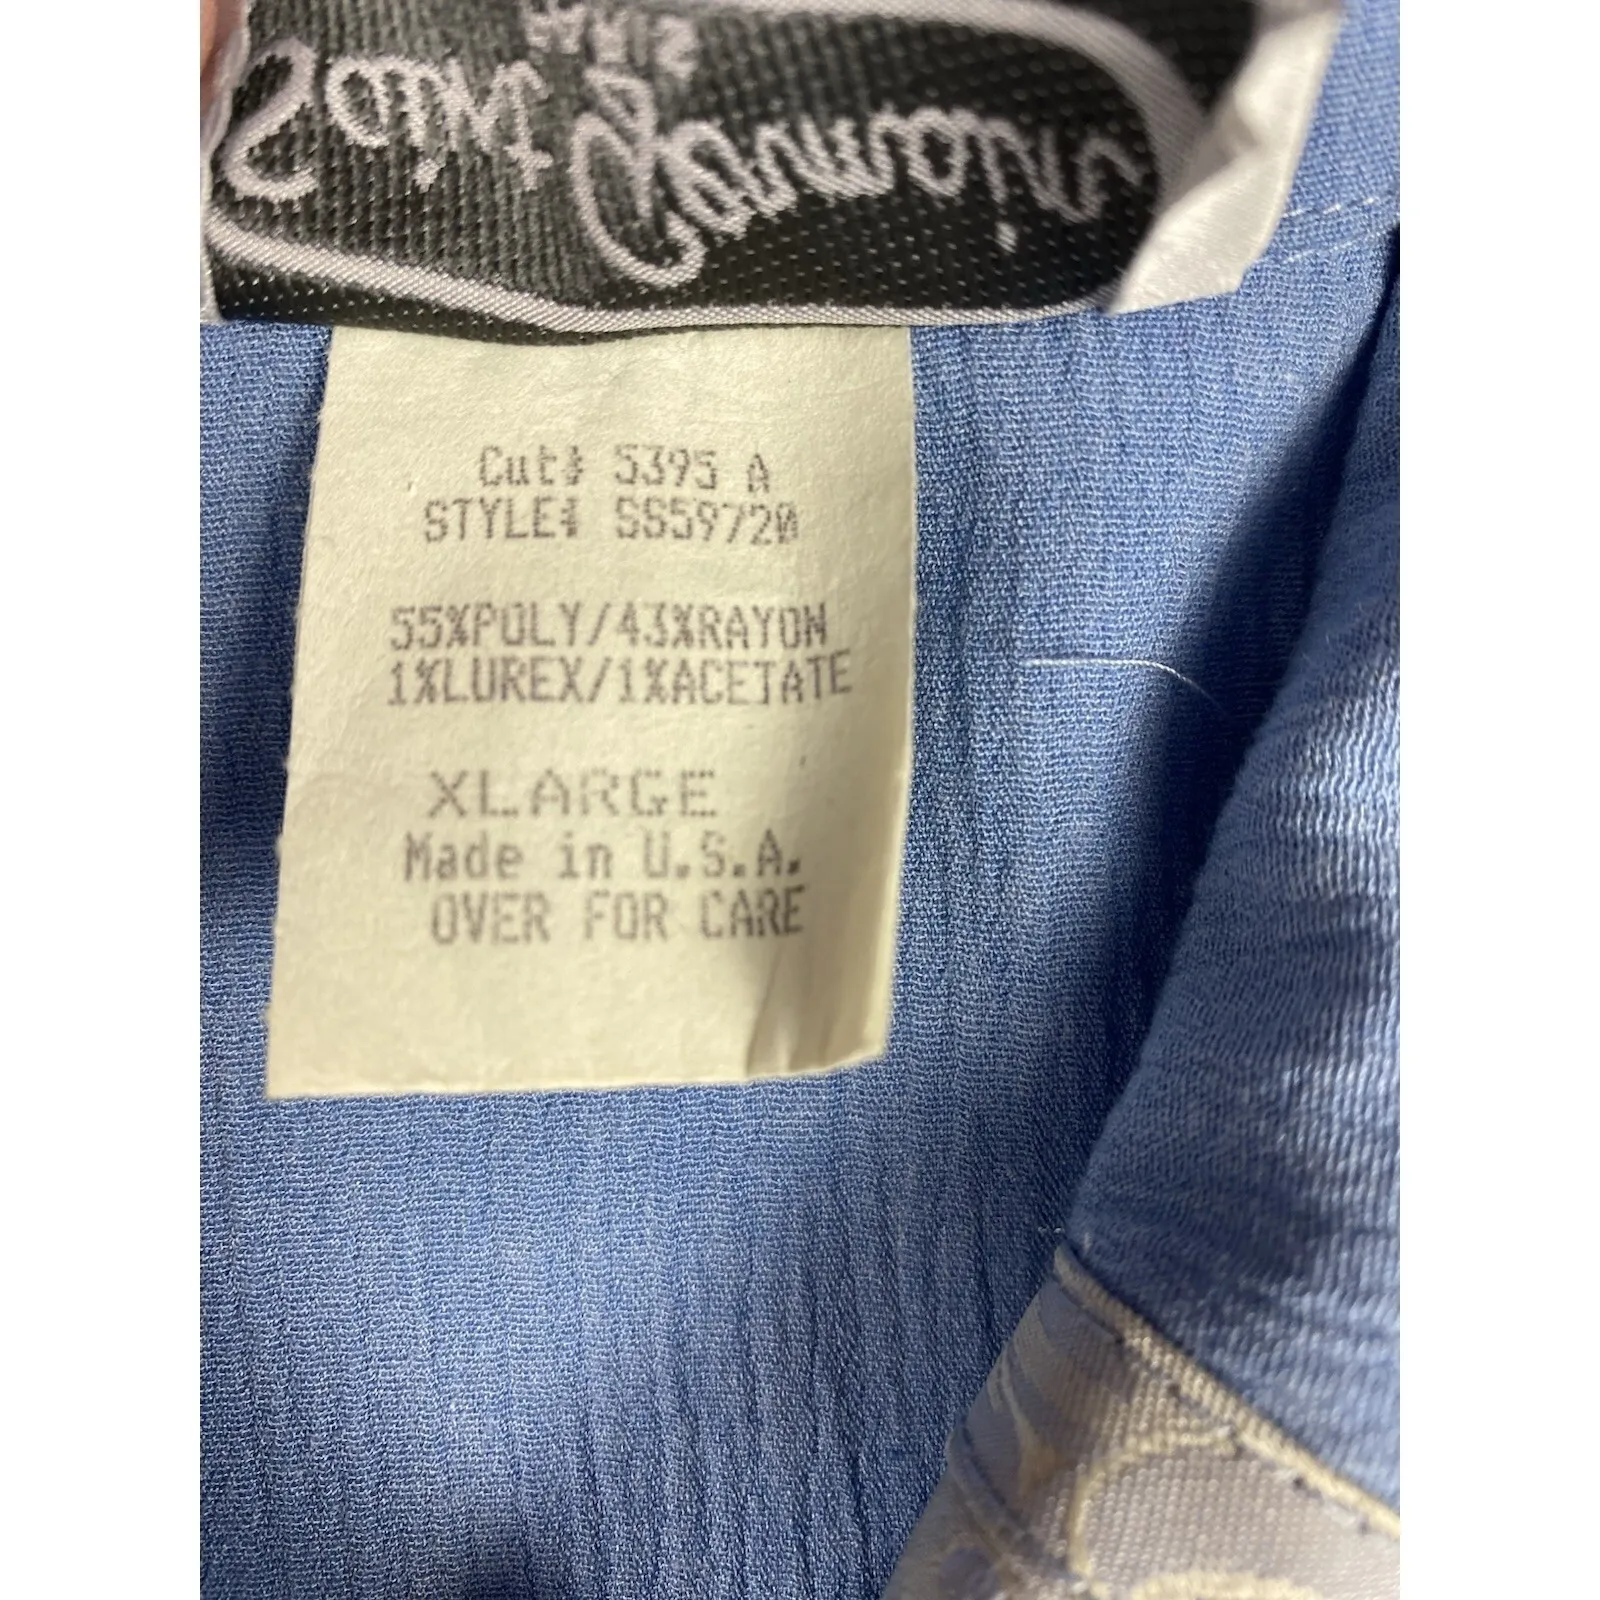 Cut# 5395 A
STYLE# SS59720
55%POLY/43%RAYON
1%LUREX/1%ACETATE
XLARGE
Made in U.S.A.
OVER FOR CARE